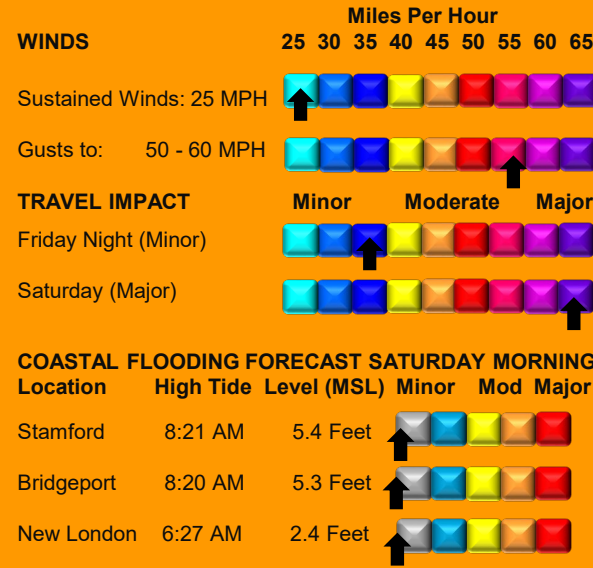 Miles Per Hour
WINDS 25 30 35 40 45 50 55 60 65
Sustained Winds: 25 MPH
Gusts to: 50 - 60 MPH
TRAVEL IMPACT Minor Moderate Major
Friday Night (Minor)
Saturday (Major)
COASTAL FLOODING FORECAST SATURDAY MORNING
Location High Tide Level (MSL) Minor Mod Major
Stamford 8:21 AM 5.4 Feet
Bridgeport 8:20 AM 5.3 Feet
New London 6:27 AM 2.4 Feet